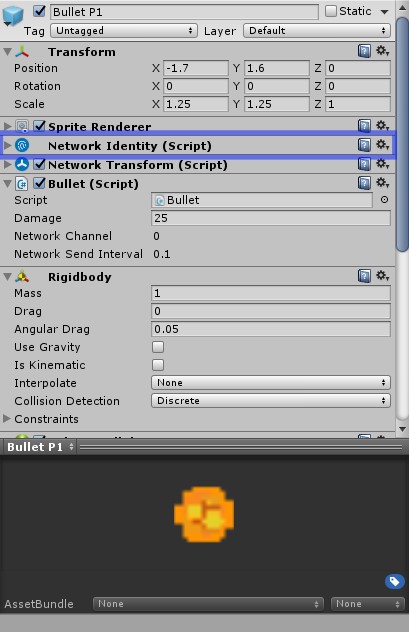 Bullet P1 Static
Tag Untagged Layer Default
Transform
Position X -1.7 Y 1.6 Z 0
Rotation X 0 Y 0 Z 0
Scale X 1.25 Y 1.25 Z 1
Sprite Renderer
Network Identity (Script)
Network Transform (Script)
Bullet (Script)
Script Bullet
Damage 25
Network Channel 0
Network Send Interval 0.1
Rigidbody
Mass 1
Drag 0
Angular Drag 0.05
Use Gravity
Is Kinematic
Interpolate None
Collision Detection Discrete
Constraints
Bullet P1
AssetBundle None None